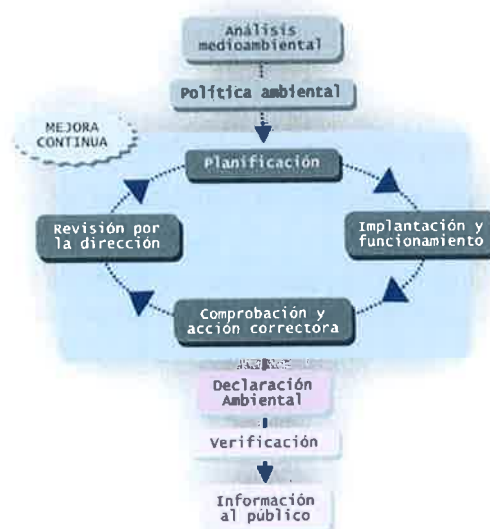 Análisis
medioambiental
Política ambiental
MEJORA
CONTINUA
Planificación
Revisión por
la dirección
Implantación y
funcionamiento
Comprobación y
acción correctora
Declaración
Ambiental
Verificación
Información
al público